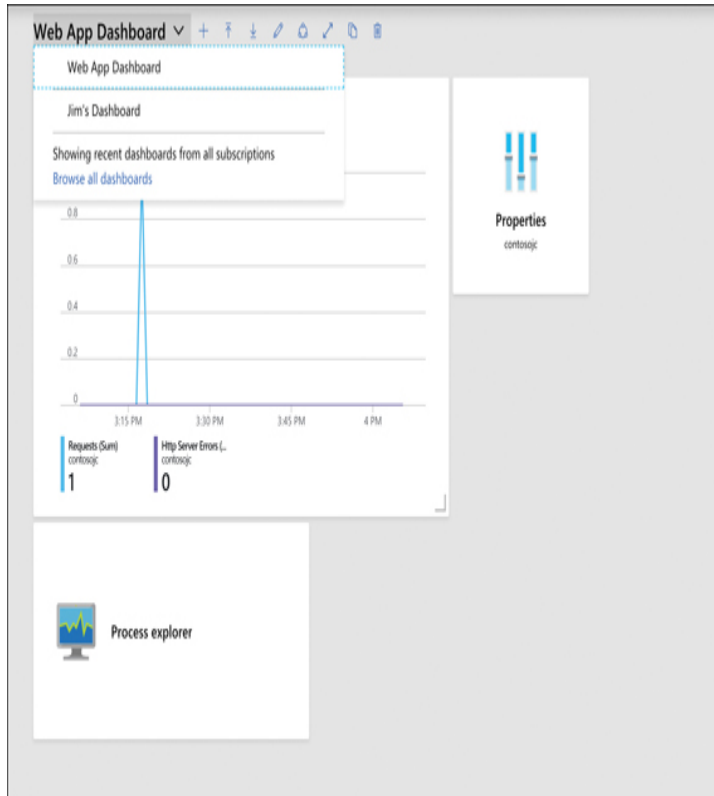 Web App Dashboard
Web App Dashboard
Jim's Dashboard
Showing recent dashboards from all subscriptions
Browse all dashboards
0.8
0.6
0.4
0.2
0
3:15 PM 3:30 PM 3:45 PM 4 PM
Requests (Sum) Http Server Errors (...
contosojc contosojc
1 0
Properties
contosojc
Process explorer